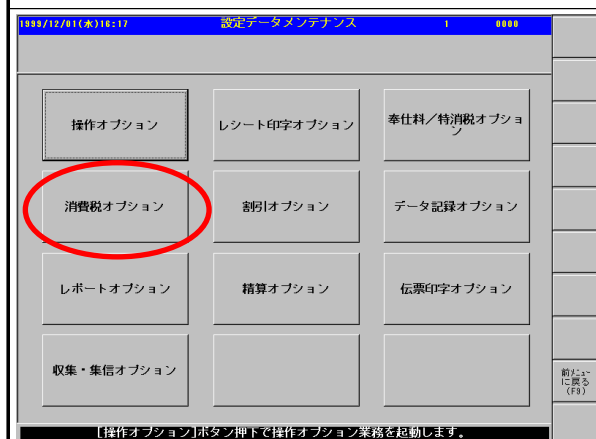 1999/12/01(水)16:17 設定データメンテナンス 1 0000
操作オプション レシート印字オプション 奉仕料／特消税オプショ
ン
消費税オプション 割引オプション データ記録オプション
レポートオプション 精算オプション 伝票印字オプション
収集・集信オプション
前ﾒﾆｭｰ
に戻る
(F9)
[操作オプション]ボタン押下で操作オプション業務を起動します。